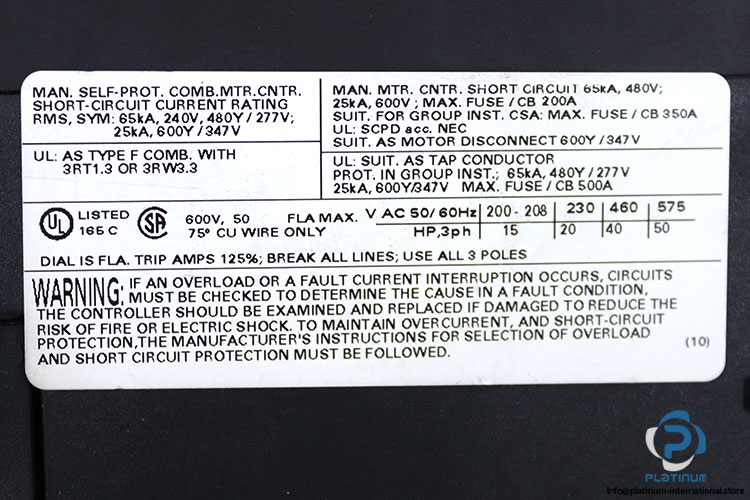 MAN. SELF-PROT. COMB.MTR.CNTR.
SHORT-CIRCUIT CURRENT RATING
RMS, SYM: 65kA, 240V, 480Y/277V;
25kA, 600Y/347V
UL: AS TYPE F COMB. WITH
3RT1.3 OR 3RW3.3
MAN. MTR. CNTR. SHORT CIRCUIT 65kA, 480V;
25kA, 600V; MAX. FUSE/CB 200A
SUIT. FOR GROUP INST. CSA: MAX. FUSE/CB 350A
UL: SCPD acc. NEC
SUIT. AS MOTOR DISCONNECT 600Y/347V
UL: SUIT. AS TAP CONDUCTOR
PROT. IN GROUP INST.; 65kA, 480Y/277V
25kA, 600Y/347V MAX. FUSE/CB 500A
UL LISTED
165 C
SA
600V, 50 FLA MAX.
75° CU WIRE ONLY
V AC 50/60Hz 200-208 230 460 575
HP,3ph 15 20 40 50
DIAL IS FLA. TRIP AMPS 125%; BREAK ALL LINES; USE ALL 3 POLES
WARNING: IF AN OVERLOAD OR A FAULT CURRENT INTERRUPTION OCCURS, CIRCUITS
MUST BE CHECKED TO DETERMINE THE CAUSE IN A FAULT CONDITION,
THE CONTROLLER SHOULD BE EXAMINED AND REPLACED IF DAMAGED TO REDUCE THE
RISK OF FIRE OR ELECTRIC SHOCK. TO MAINTAIN OVERCURRENT, AND SHORT-CIRCUIT
PROTECTION,THE MANUFACTURER'S INSTRUCTIONS FOR SELECTION OF OVERLOAD
AND SHORT CIRCUIT PROTECTION MUST BE FOLLOWED.
(10)
PLATINUM
info@platinum-international.store